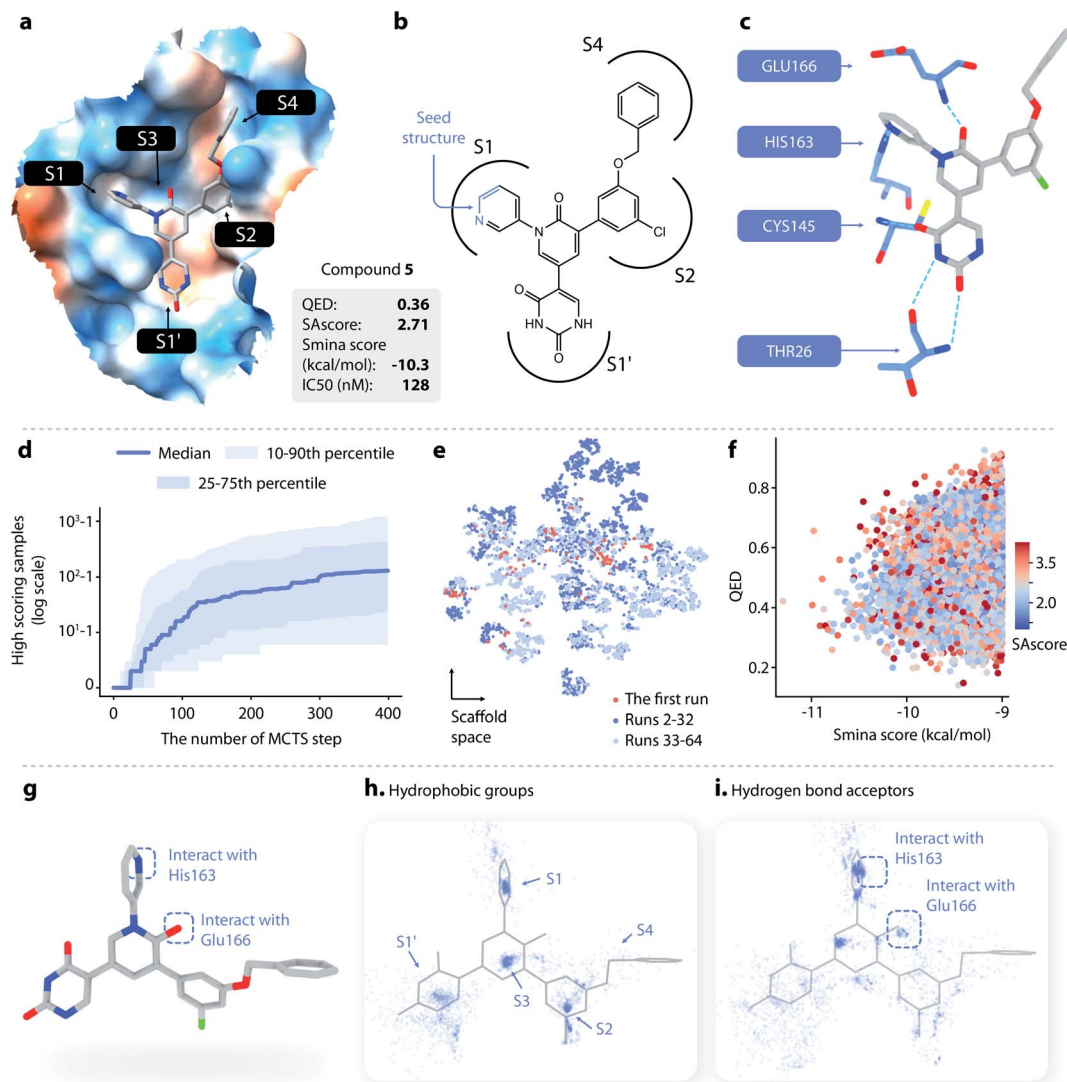 a
S4
S3
S1
S2
S1'
Compound 5
QED: 0.36
SAscore: 2.71
Smina score
(kcal/mol): -10.3
IC50 (nM): 128
b
S4
Seed
structure
S1
O
N
N
O
Cl
S2
O
HN
NH
O
S1'
c
GLU166
HIS163
CYS145
THR26
d
Median
10-90th percentile
25-75th percentile
High scoring samples
(log scale)
10³-1
10²-1
10¹-1
0
0 100 200 300 400
The number of MCTS step
e
Scaffold
space
The first run
Runs 2-32
Runs 33-64
f
QED
0.8
0.6
0.4
0.2
-11 -10 -9
Smina score (kcal/mol)
3.5
2.0
SAscore
g
Interact with
His163
Interact with
Glu166
h. Hydrophobic groups
S1
S1'
S4
S3
S2
i. Hydrogen bond acceptors
Interact with
His163
Interact with
Glu166